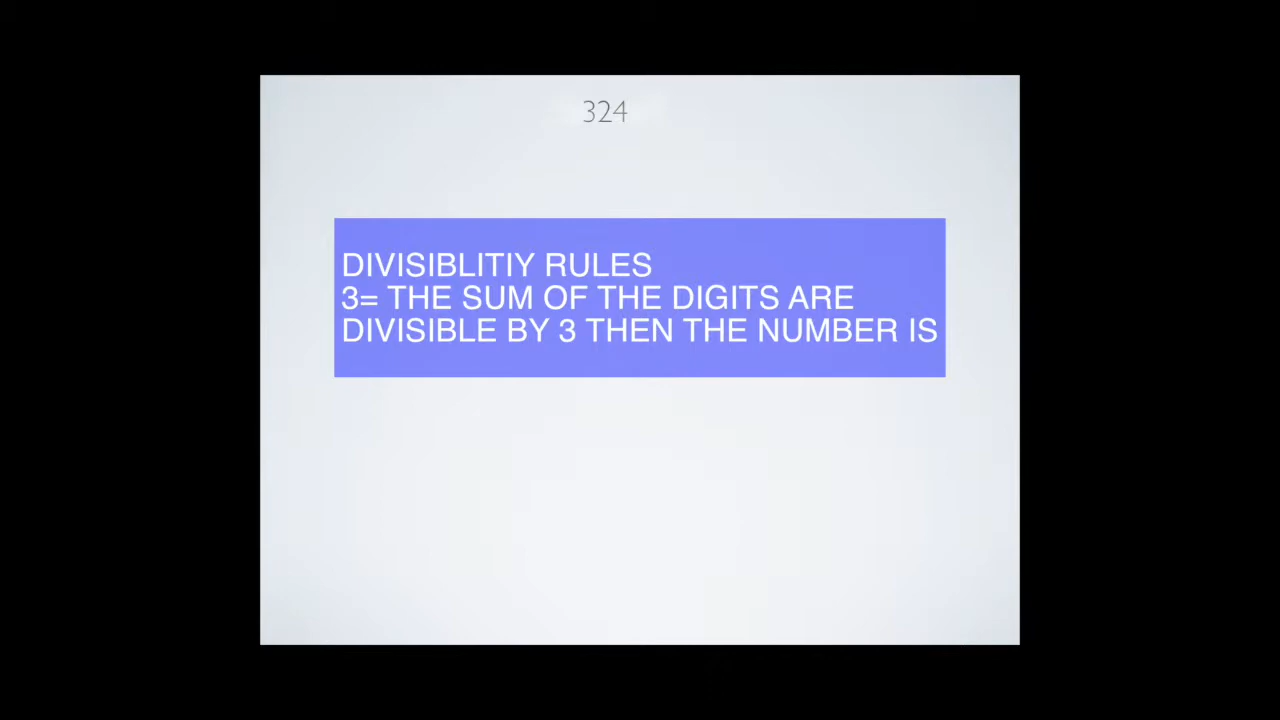 324
DIVISIBLITIY RULES
3= THE SUM OF THE DIGITS ARE
DIVISIBLE BY 3 THEN THE NUMBER IS